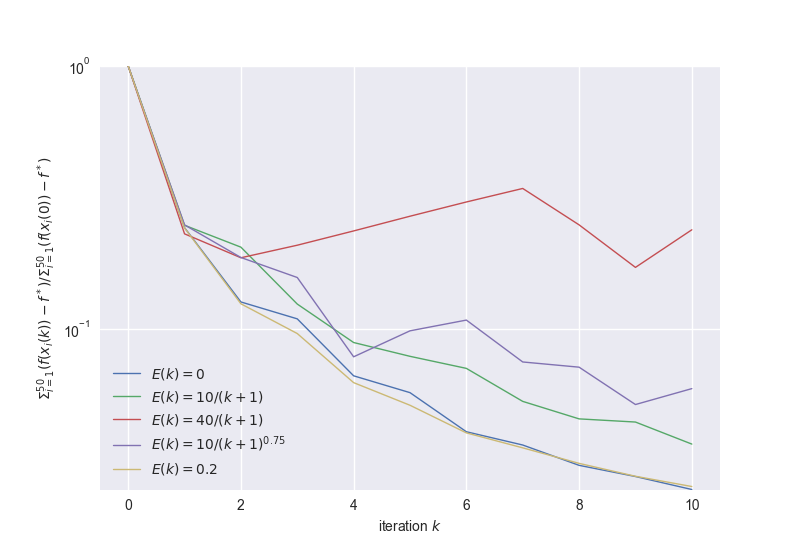 10^0
10^{-1}
Σ_{i=1}^{50}(f(x_i(k)) − f^*)/Σ_{i=1}^{50}(f(x_i(0)) − f^*)
E(k) = 0
E(k) = 10/(k + 1)
E(k) = 40/(k + 1)
E(k) = 10/(k + 1)^{0.75}
E(k) = 0.2
0 2 4 6 8 10
iteration k